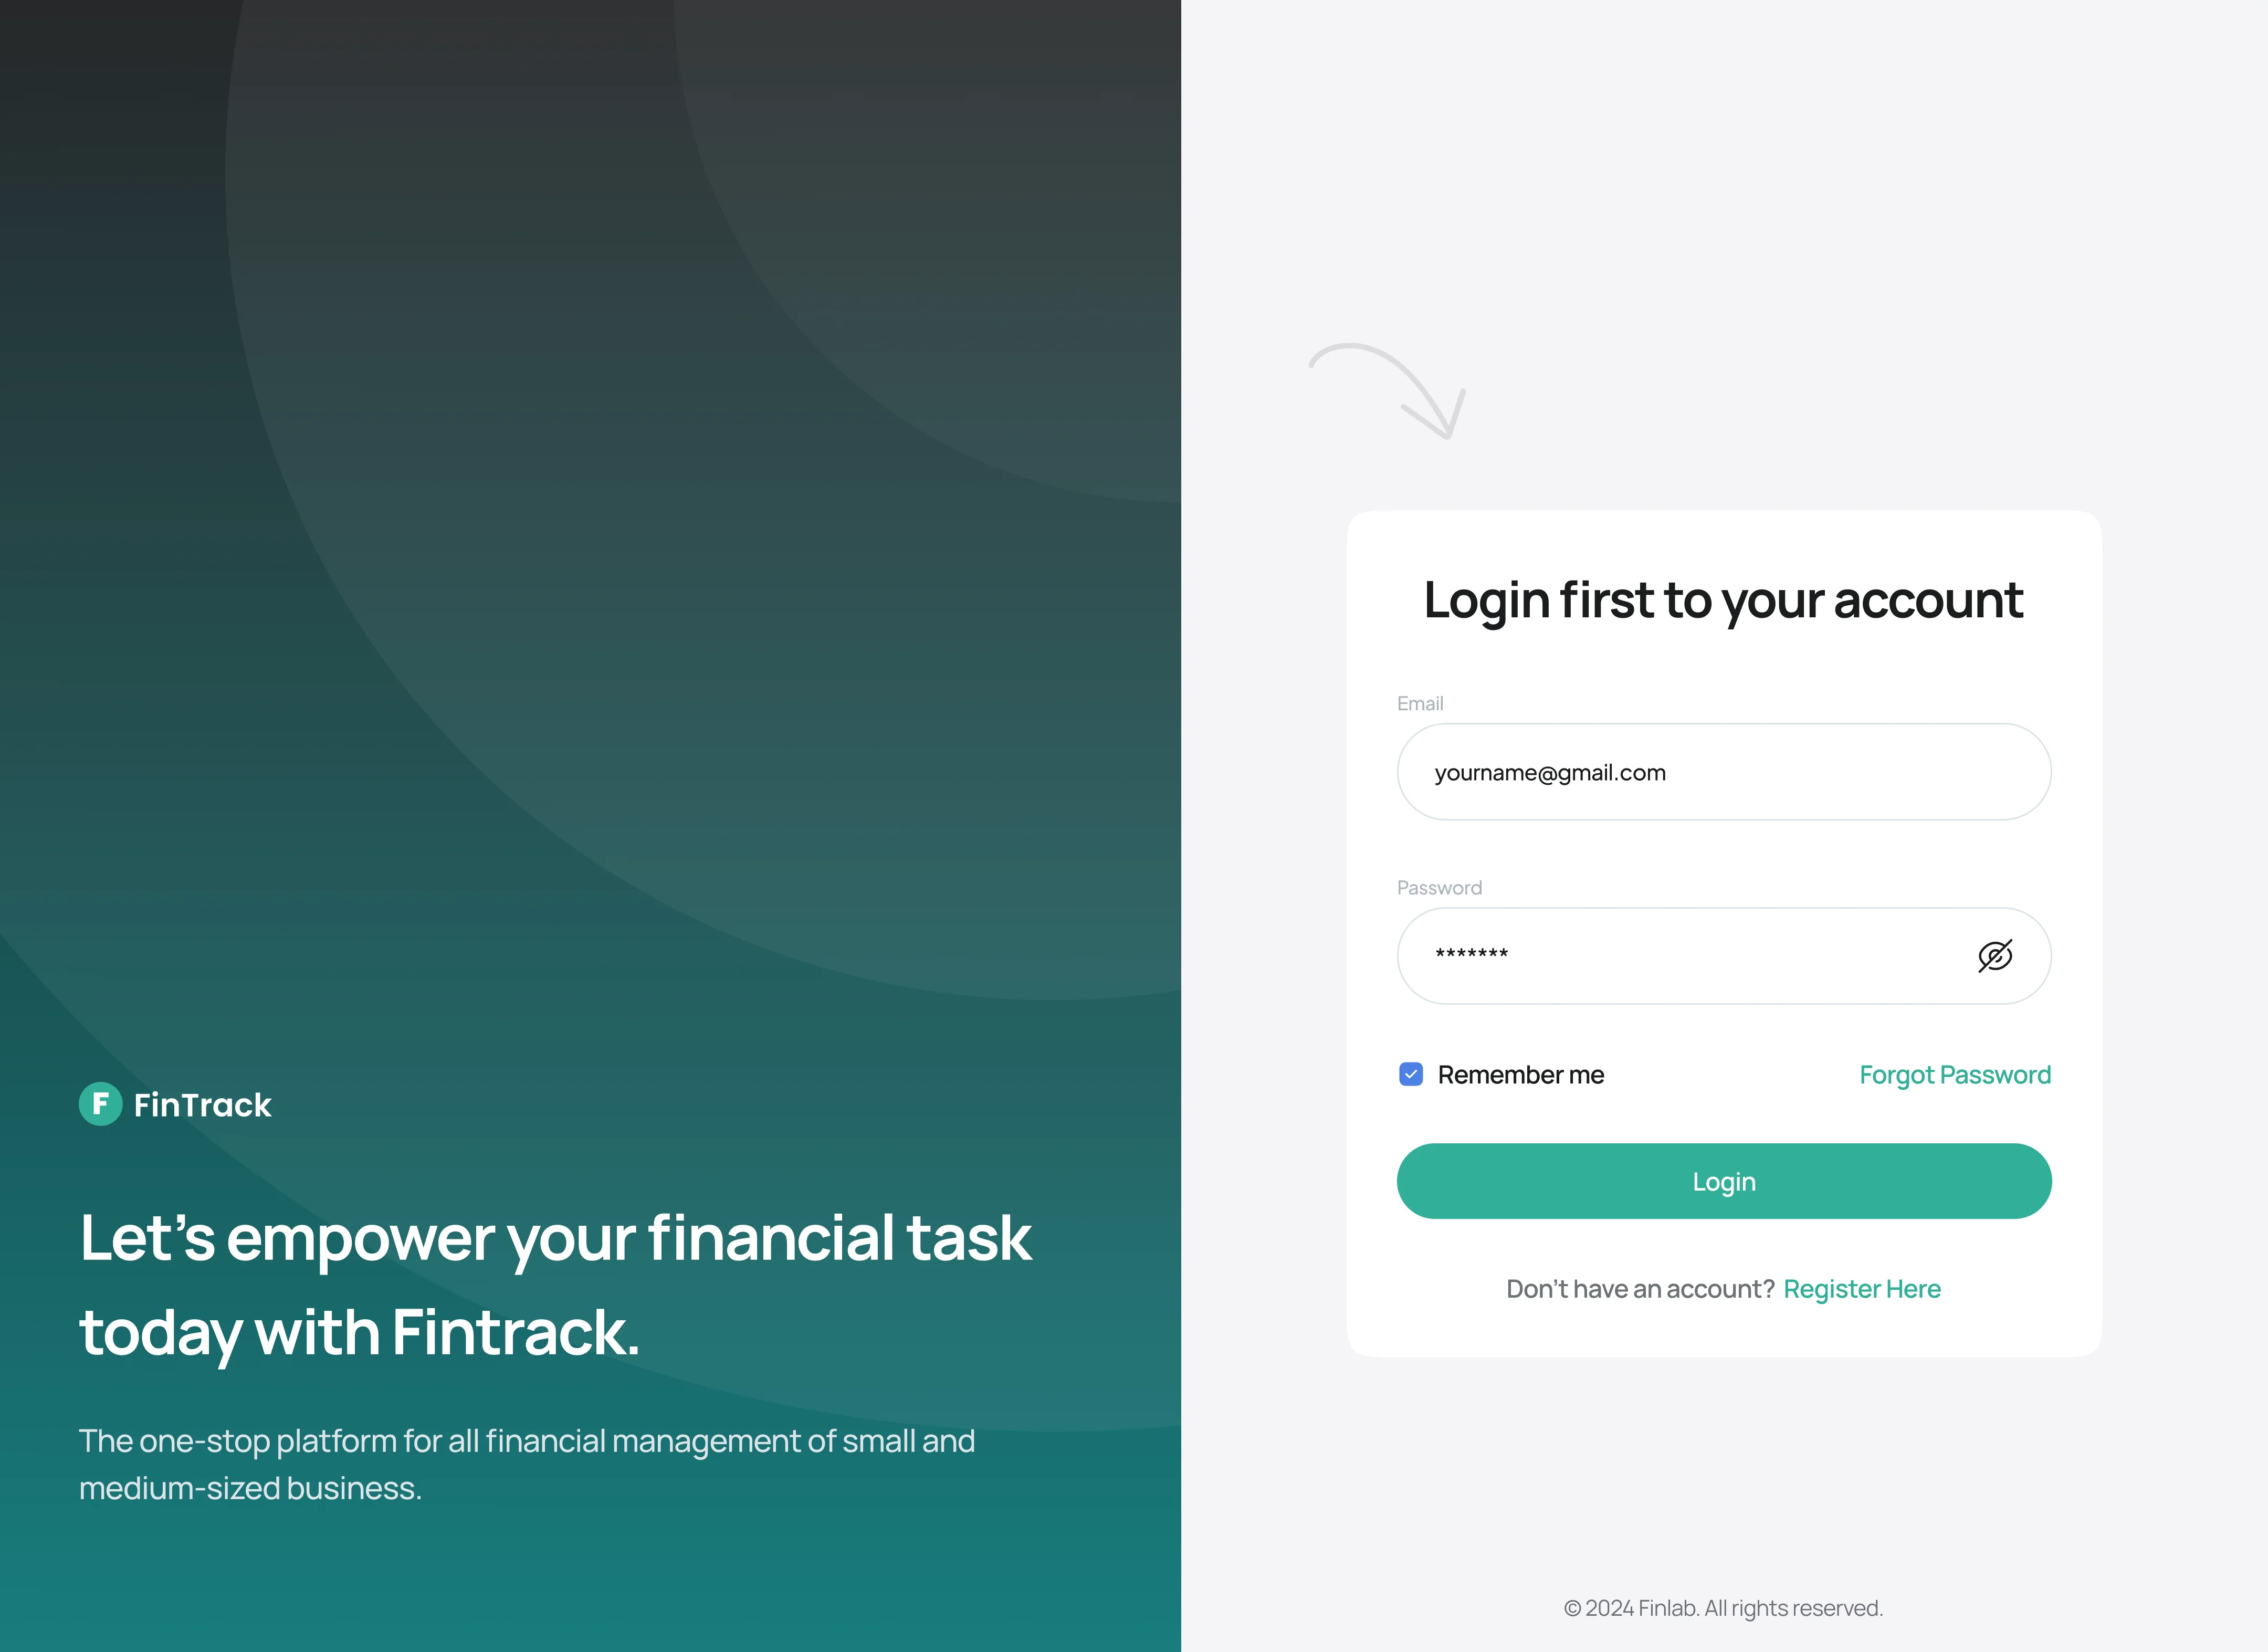 F FinTrack
Let’s empower your financial task
today with Fintrack.
The one-stop platform for all financial management of small and
medium-sized business.
Login first to your account
Email
yourname@gmail.com
Password
*******
Remember me
Forgot Password
Login
Don’t have an account? Register Here
© 2024 Finlab. All rights reserved.